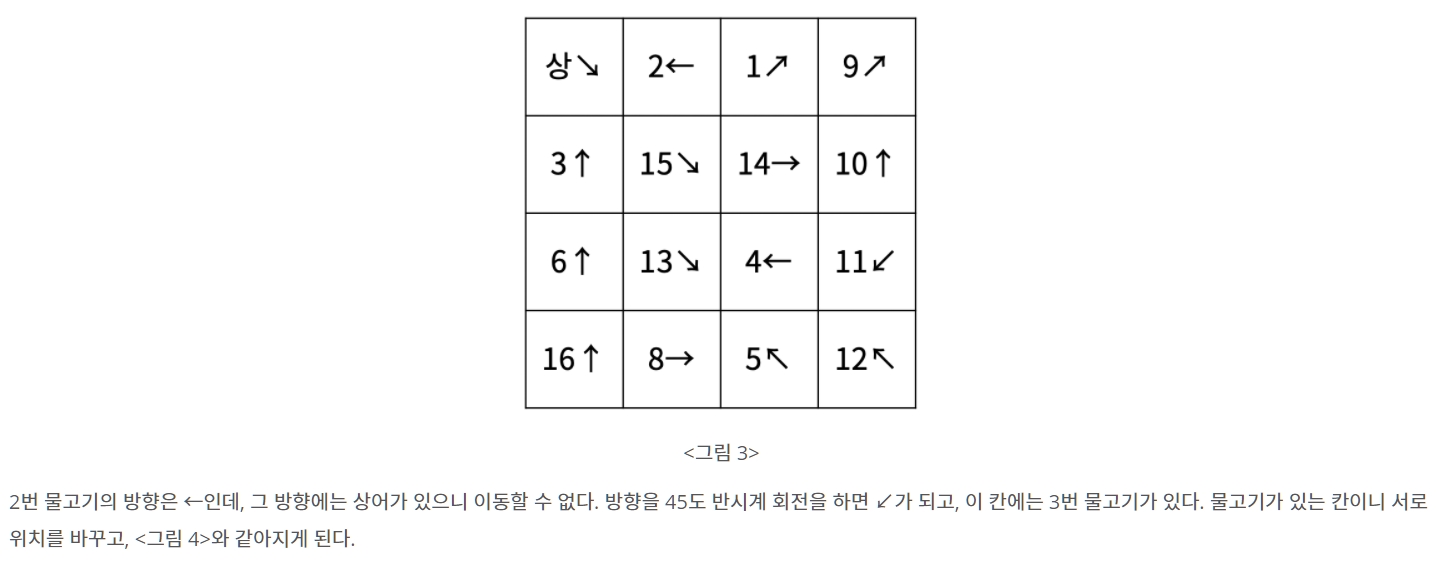 상↘ 2← 1↗ 9↗
3↑ 15↘ 14→ 10↑
6↑ 13↘ 4← 11↙
16↑ 8→ 5↖ 12↖
<그림 3>
2번 물고기의 방향은 ←인데, 그 방향에는 상어가 있으니 이동할 수 없다. 방향을 45도 반시계 회전을 하면 ↙가 되고, 이 칸에는 3번 물고기가 있다. 물고기가 있는 칸이니 서로
위치를 바꾸고, <그림 4>와 같아지게 된다.